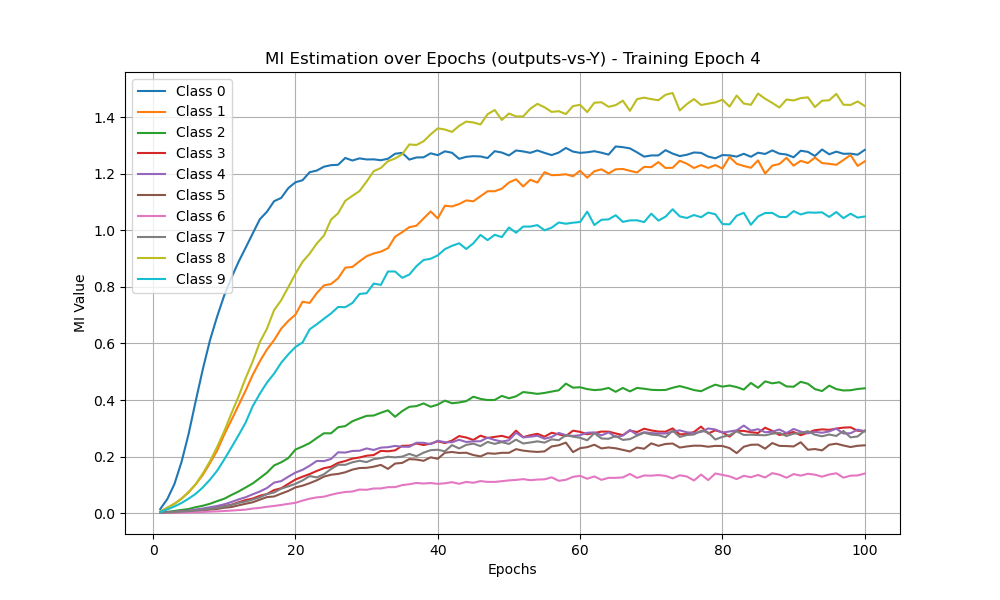 MI Estimation over Epochs (outputs-vs-Y) - Training Epoch 4
MI Value
1.4
1.2
1.0
0.8
0.6
0.4
0.2
0.0
Class 0
Class 1
Class 2
Class 3
Class 4
Class 5
Class 6
Class 7
Class 8
Class 9
0 20 40 60 80 100
Epochs